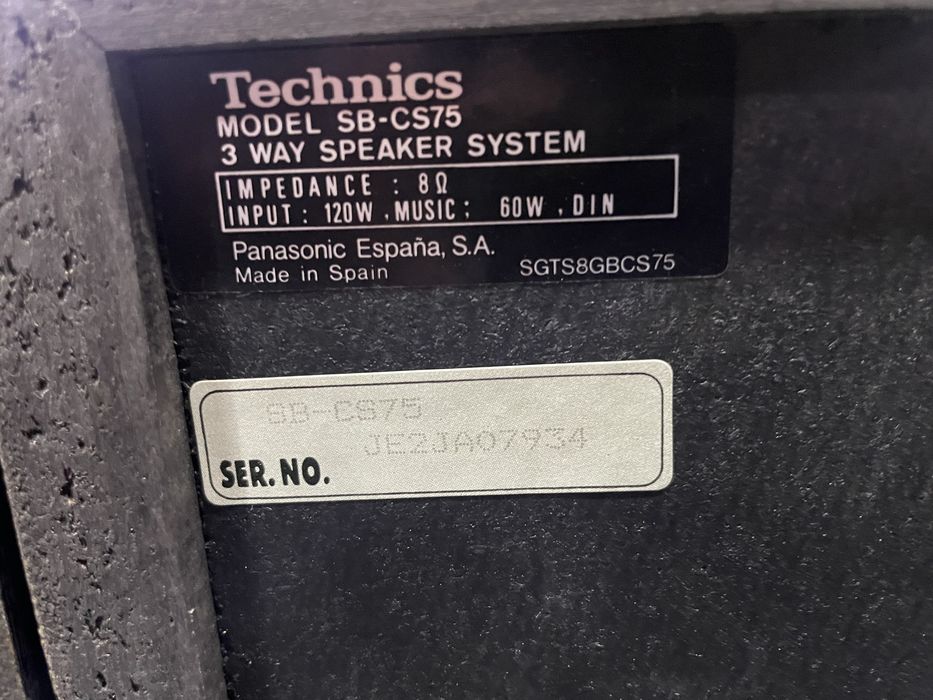 Technics
MODEL SB-CS75
3 WAY SPEAKER SYSTEM
IMPEDANCE : 8Ω
INPUT : 120W , MUSIC ; 60W , DIN
Panasonic España, S.A.
Made in Spain SGTS8GBCS75
SB-CS75
JE2JA07934
SER. NO.